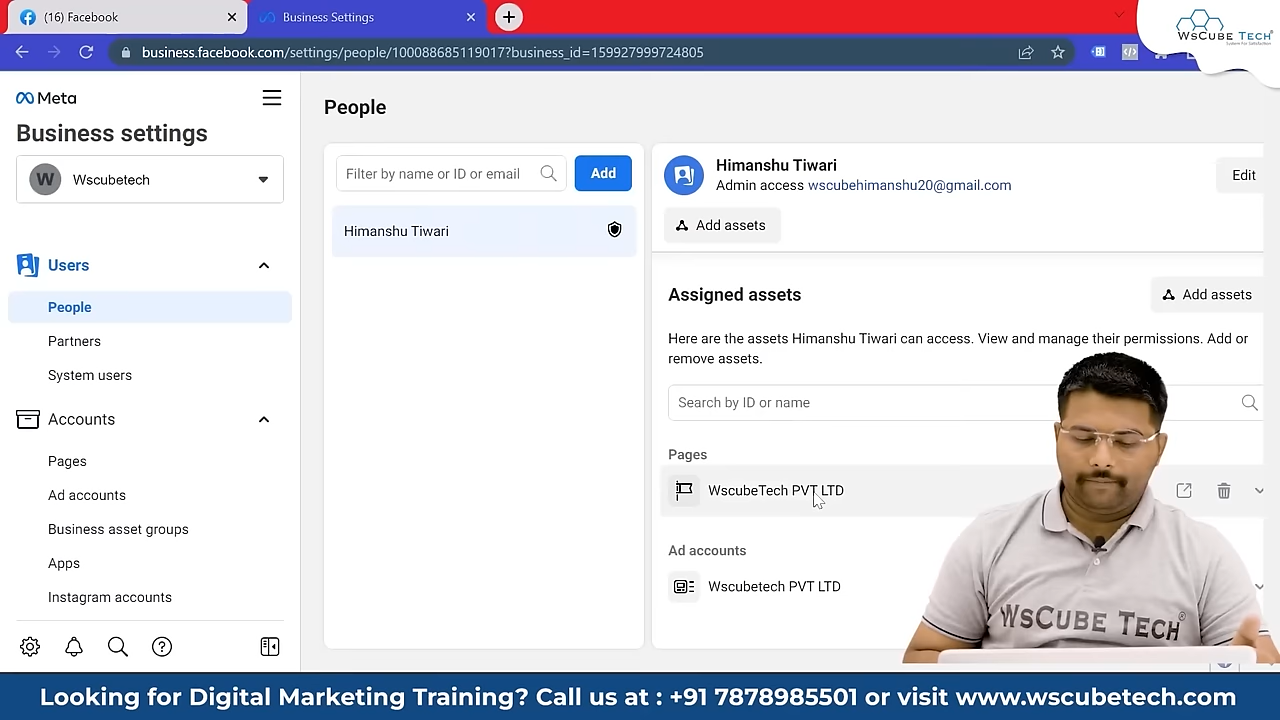 (16) Facebook
Business Settings
WsCube Tech®
System For Satisfaction
business.facebook.com/settings/people/100088685119017?business_id=159927999724805
Meta
Business settings
W
Wscubetech
Users
People
Partners
System users
Accounts
Pages
Ad accounts
Business asset groups
Apps
Instagram accounts
People
Filter by name or ID or email
Add
Himanshu Tiwari
Himanshu Tiwari
Admin access wscubehimanshu20@gmail.com
Edit
Add assets
Assigned assets
Add assets
Here are the assets Himanshu Tiwari can access. View and manage their permissions. Add or
remove assets.
Search by ID or name
Pages
WscubeTech PVT LTD
Ad accounts
Wscubetech PVT LTD
WsCube Tech®
Looking for Digital Marketing Training? Call us at : +91 7878985501 or visit www.wscubetech.com